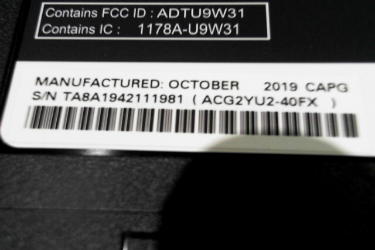 Contains FCC ID : ADTU9W31
Contains IC : 1178A-U9W31
MANUFACTURED: OCTOBER 2019 CAPG
S/N TA8A1942111981 ( ACG2YU2-40FX )